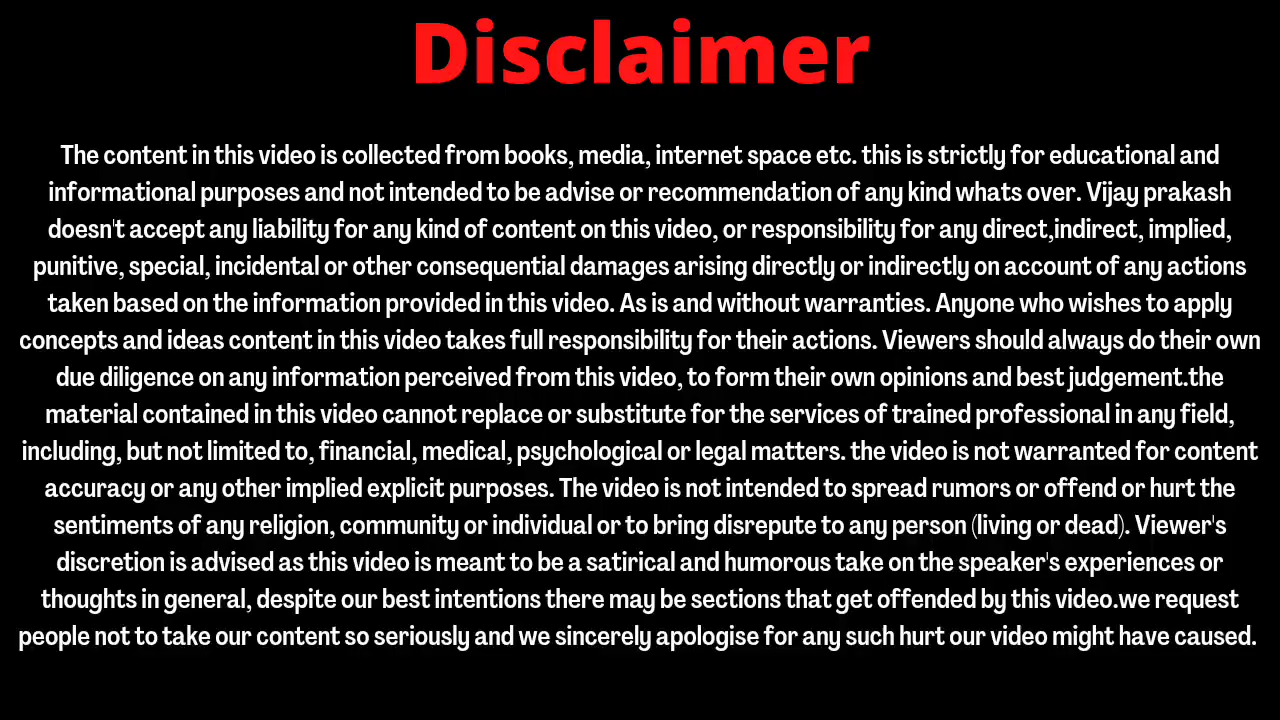 Disclaimer
The content in this video is collected from books, media, internet space etc. this is strictly for educational and
informational purposes and not intended to be advise or recommendation of any kind whats over. Vijay prakash
doesn't accept any liability for any kind of content on this video, or responsibility for any direct,indirect, implied,
punitive, special, incidental or other consequential damages arising directly or indirectly on account of any actions
taken based on the information provided in this video. As is and without warranties. Anyone who wishes to apply
concepts and ideas content in this video takes full responsibility for their actions. Viewers should always do their own
due diligence on any information perceived from this video, to form their own opinions and best judgement.the
material contained in this video cannot replace or substitute for the services of trained professional in any field,
including, but not limited to, financial, medical, psychological or legal matters. the video is not warranted for content
accuracy or any other implied explicit purposes. The video is not intended to spread rumors or offend or hurt the
sentiments of any religion, community or individual or to bring disrepute to any person (living or dead). Viewer's
discretion is advised as this video is meant to be a satirical and humorous take on the speaker's experiences or
thoughts in general, despite our best intentions there may be sections that get offended by this video.we request
people not to take our content so seriously and we sincerely apologise for any such hurt our video might have caused.